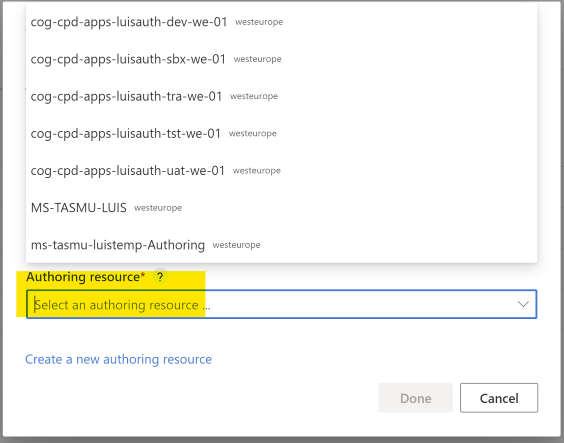 cog-cpd-apps-luisauth-dev-we-01 westeurope
cog-cpd-apps-luisauth-sbx-we-01 westeurope
cog-cpd-apps-luisauth-tra-we-01 westeurope
cog-cpd-apps-luisauth-tst-we-01 westeurope
cog-cpd-apps-luisauth-uat-we-01 westeurope
MS-TASMU-LUIS westeurope
ms-tasmu-luistemp-Authoring westeurope
Authoring resource* ?
Select an authoring resource ...
Create a new authoring resource
Done Cancel